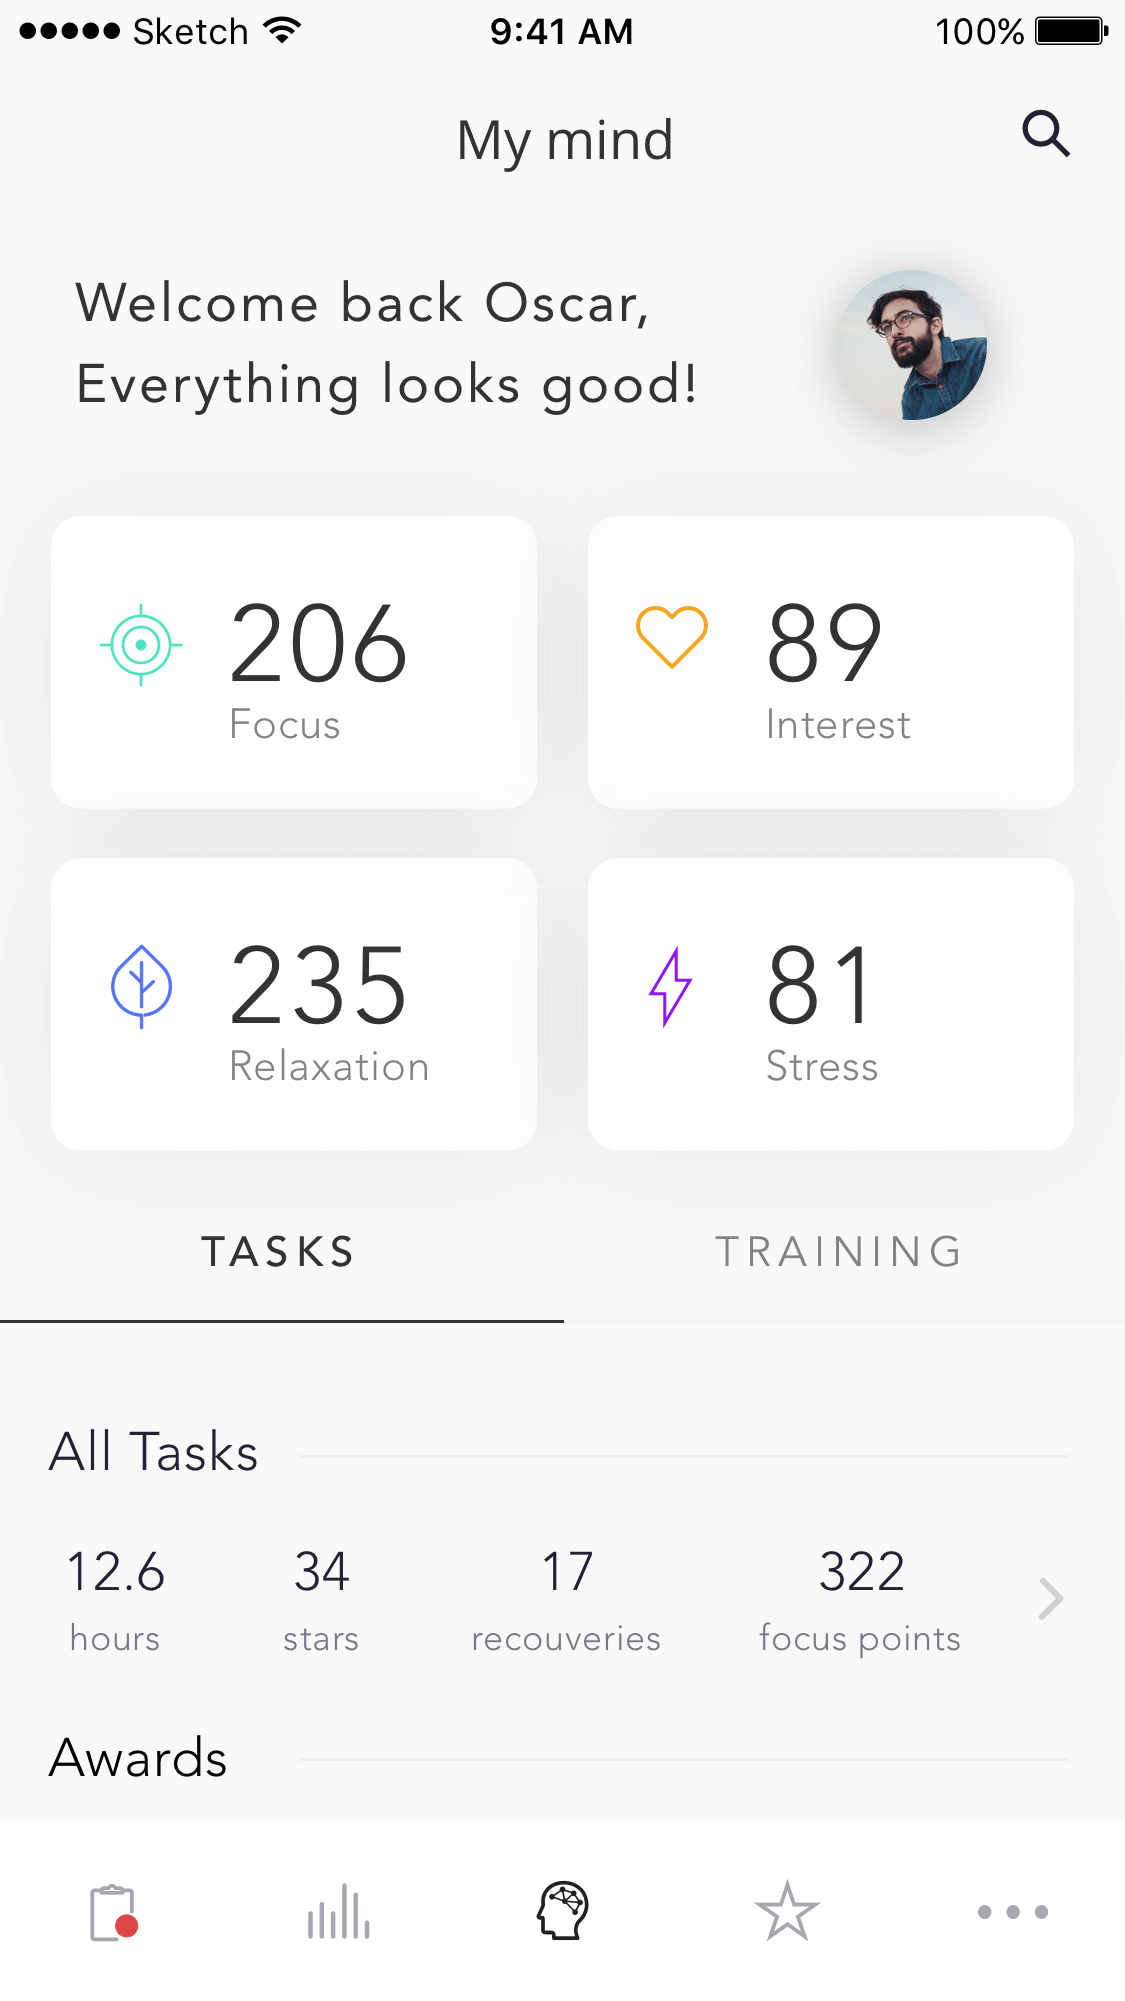 Sketch 9:41 AM 100%
My mind
Welcome back Oscar,
Everything looks good!
206
Focus
89
Interest
235
Relaxation
81
Stress
TASKS TRAINING
All Tasks
12.6 34 17 322
hours stars recouveries focus points
Awards